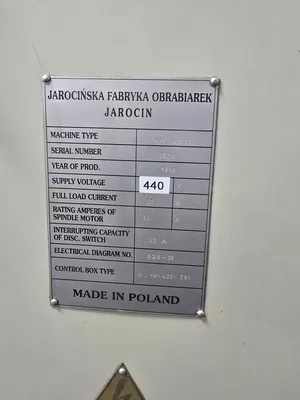 JAROCIŃSKA FABRYKA OBRABIAREK
JAROCIN
MACHINE TYPE
SERIAL NUMBER
YEAR OF PROD.
SUPPLY VOLTAGE 440
FULL LOAD CURRENT A
RATING AMPERES OF
SPINDLE MOTOR A
INTERRUPTING CAPACITY
OF DISC. SWITCH A
ELECTRICAL DIAGRAM NO.
CONTROL BOX TYPE
MADE IN POLAND